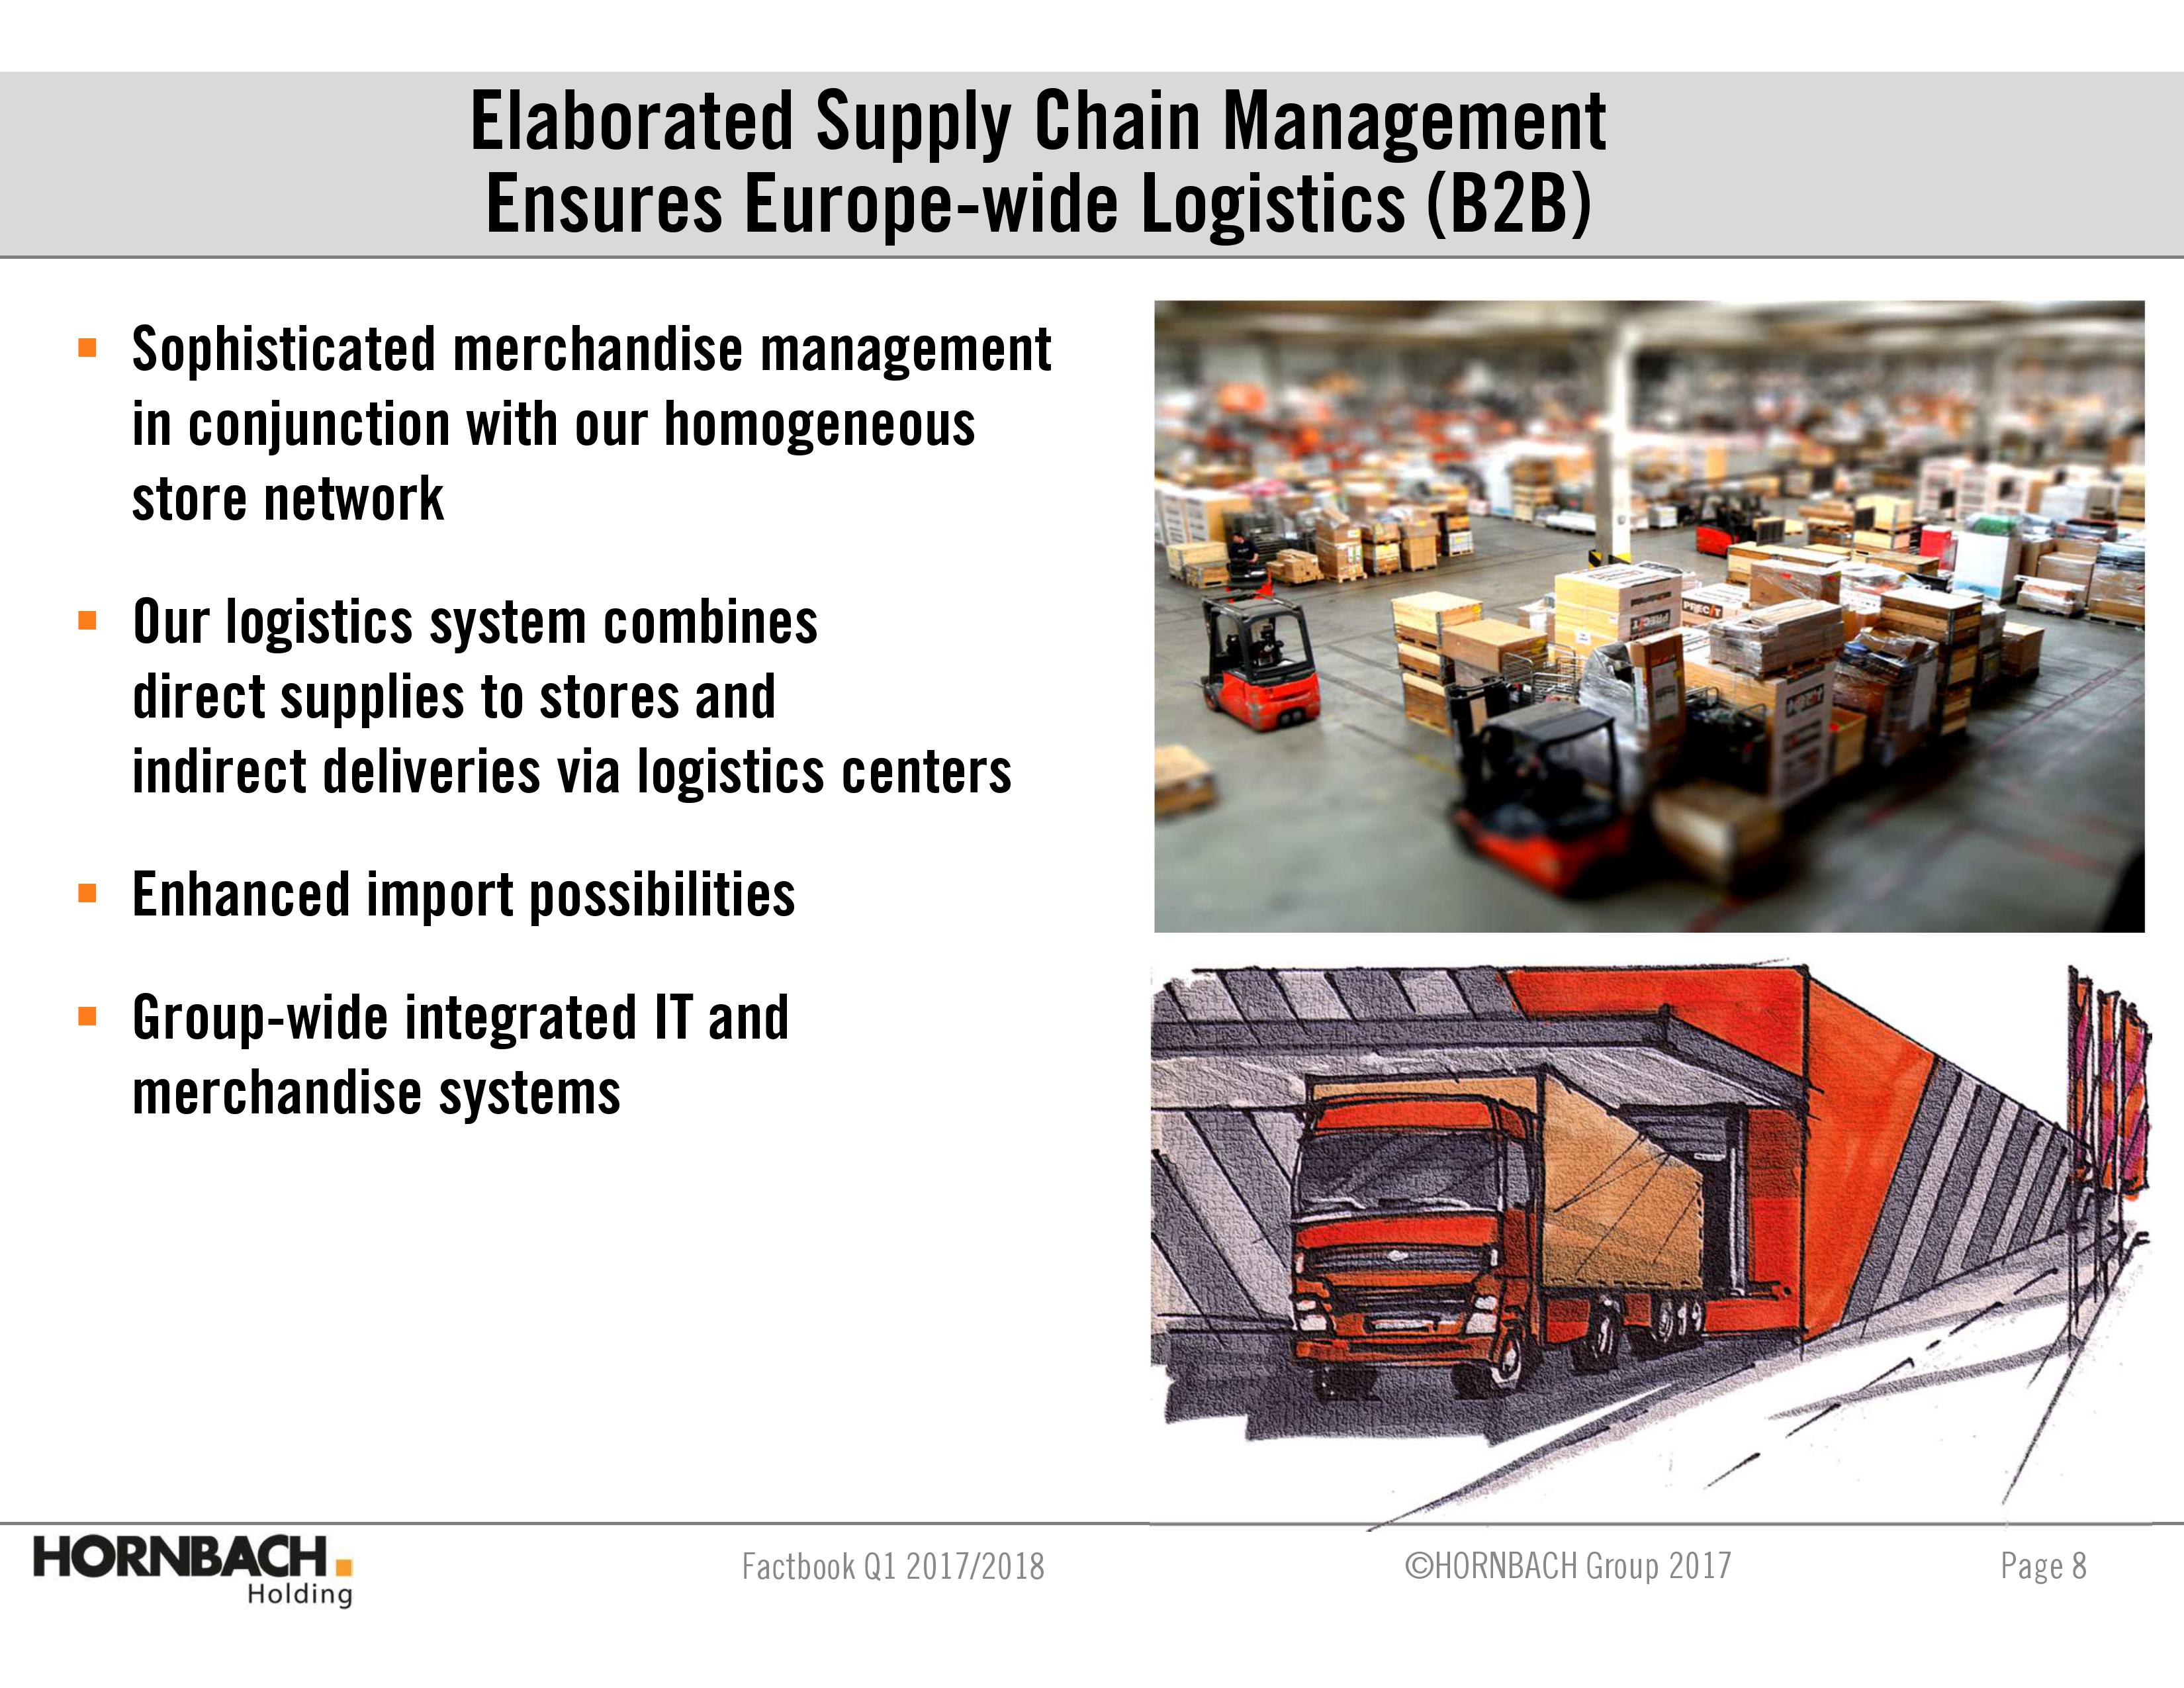 Elaborated Supply Chain Management
Ensures Europe-wide Logistics (B2B)
Sophisticated merchandise management
in conjunction with our homogeneous
store network
Our logistics system combines
direct supplies to stores and
indirect deliveries via logistics centers
Enhanced import possibilities
Group-wide integrated IT and
merchandise systems
HORNBACH
Holding
Factbook Q1 2017/2018
©HORNBACH Group 2017
Page 8